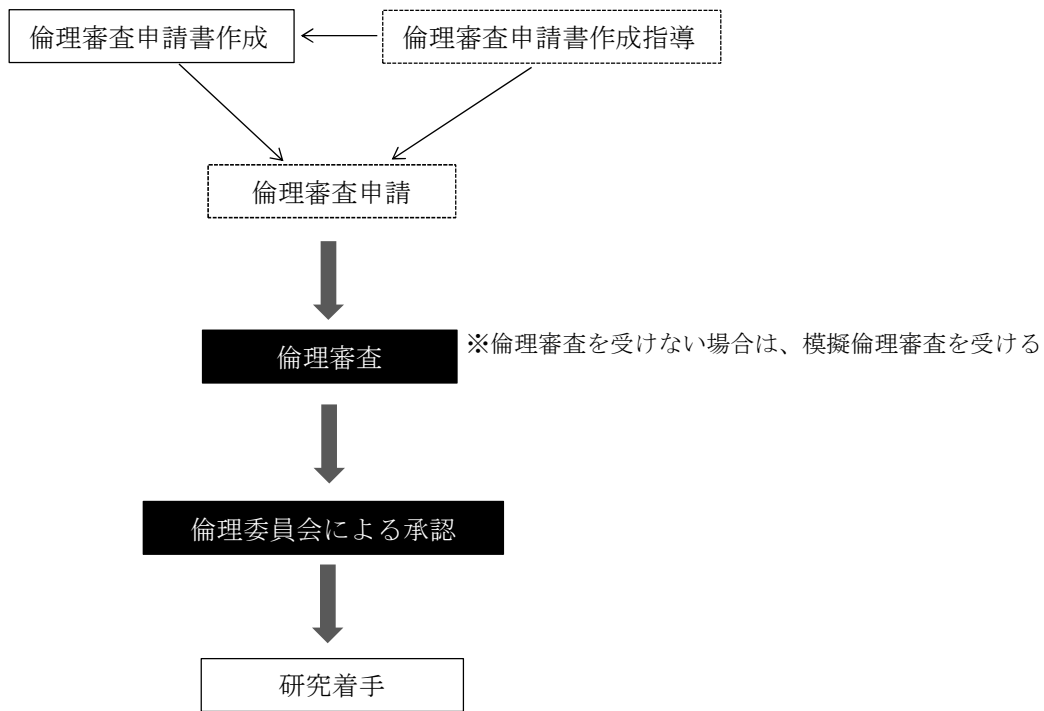 倫理審査申請書作成
倫理審査申請書作成指導
倫理審査申請
倫理審査
※倫理審査を受けない場合は、模擬倫理審査を受ける
倫理委員会による承認
研究着手